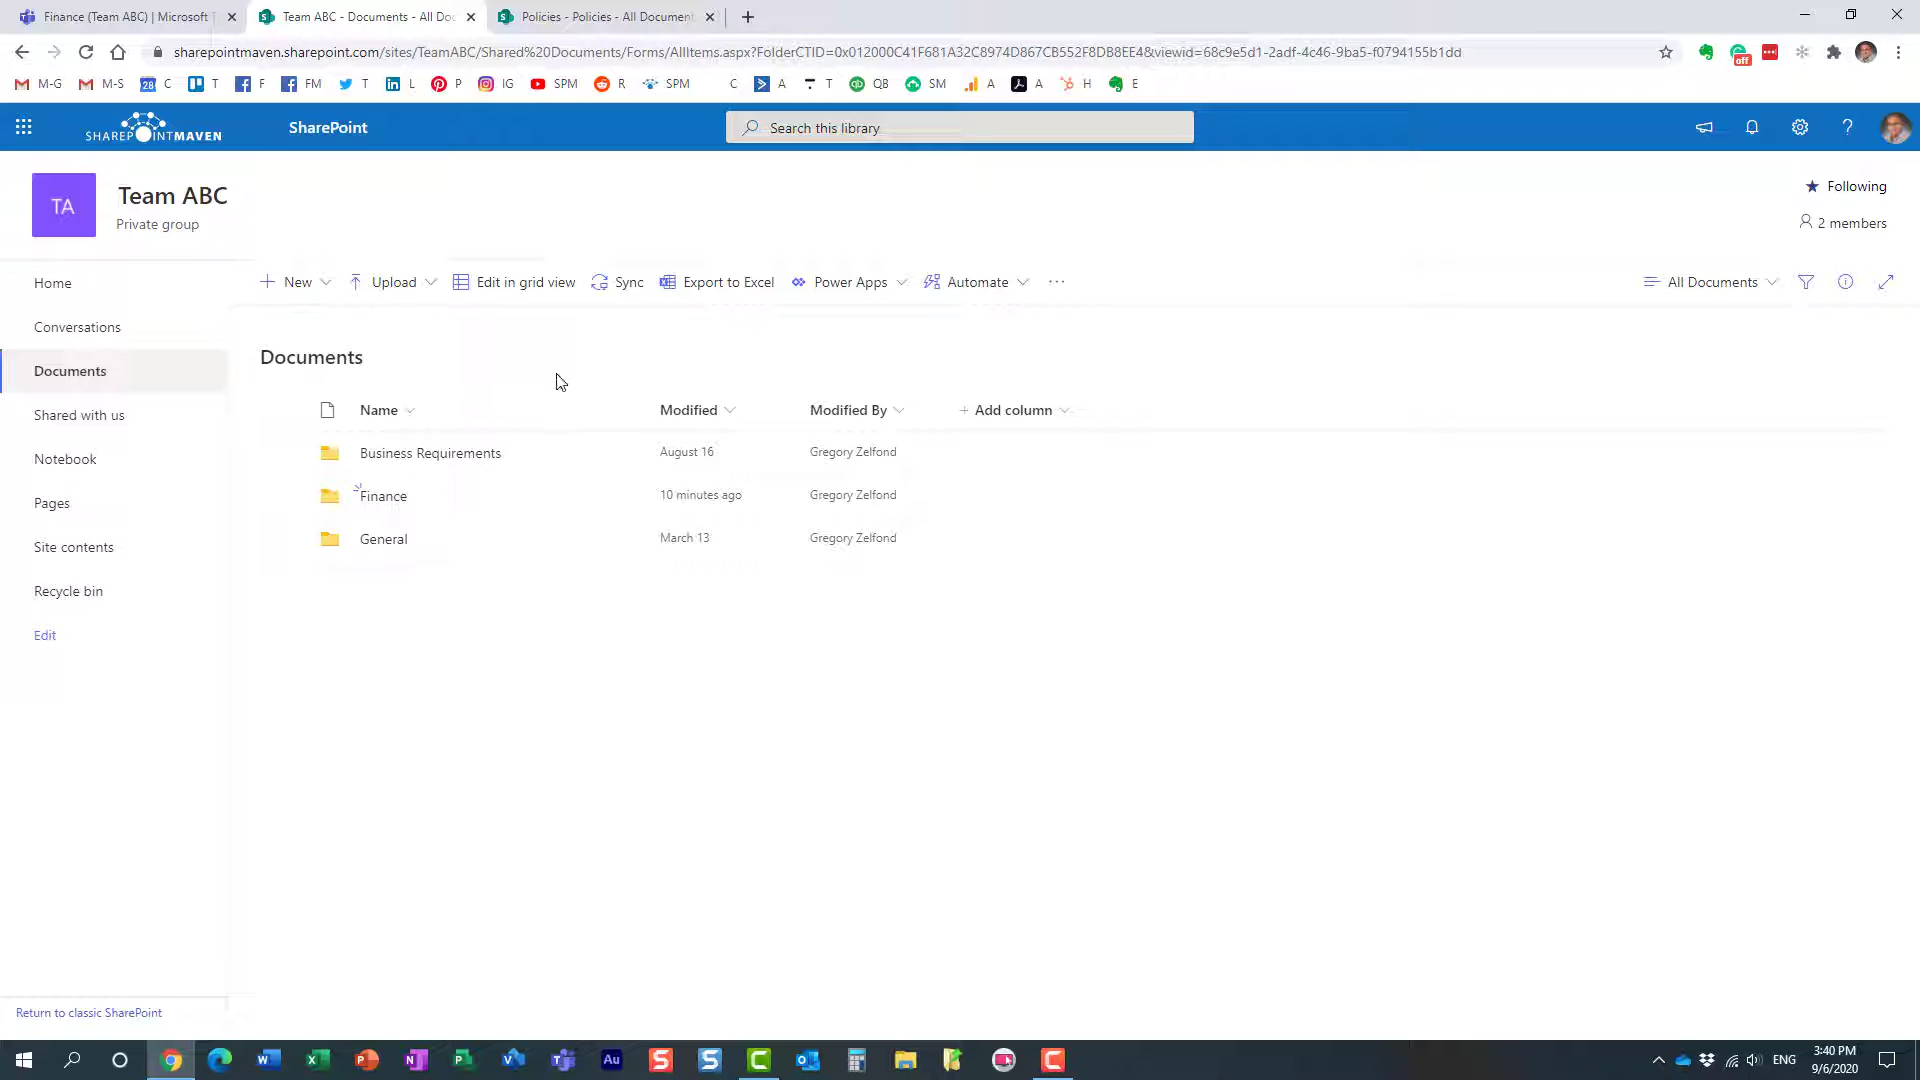 Finance (Team ABC) | Microsoft T
Team ABC - Documents - All Doc
Policies - Policies - All Document
sharepointmaven.sharepoint.com/sites/TeamABC/Shared%20Documents/Forms/AllItems.aspx?FolderCTID=0x012000C41F681A32C8974D867CB552F8DB8EE4&viewid=68c9e5d1-2adf-4c46-9ba5-f0794155b1dd
off
M-G M-S 28 C T F FM T L P IG SPM R SPM C A T QB SM A A H E
SHAREPOINTMAVEN SharePoint Search this library
TA
Team ABC
Private group
Following
2 members
New Upload Edit in grid view Sync Export to Excel Power Apps Automate All Documents
Home
Conversations
Documents
Shared with us
Notebook
Pages
Site contents
Recycle bin
Edit
Documents
Name Modified Modified By Add column
Business Requirements August 16 Gregory Zelfond
Finance 10 minutes ago Gregory Zelfond
General March 13 Gregory Zelfond
Return to classic SharePoint
Au
ENG
3:40 PM
9/6/2020